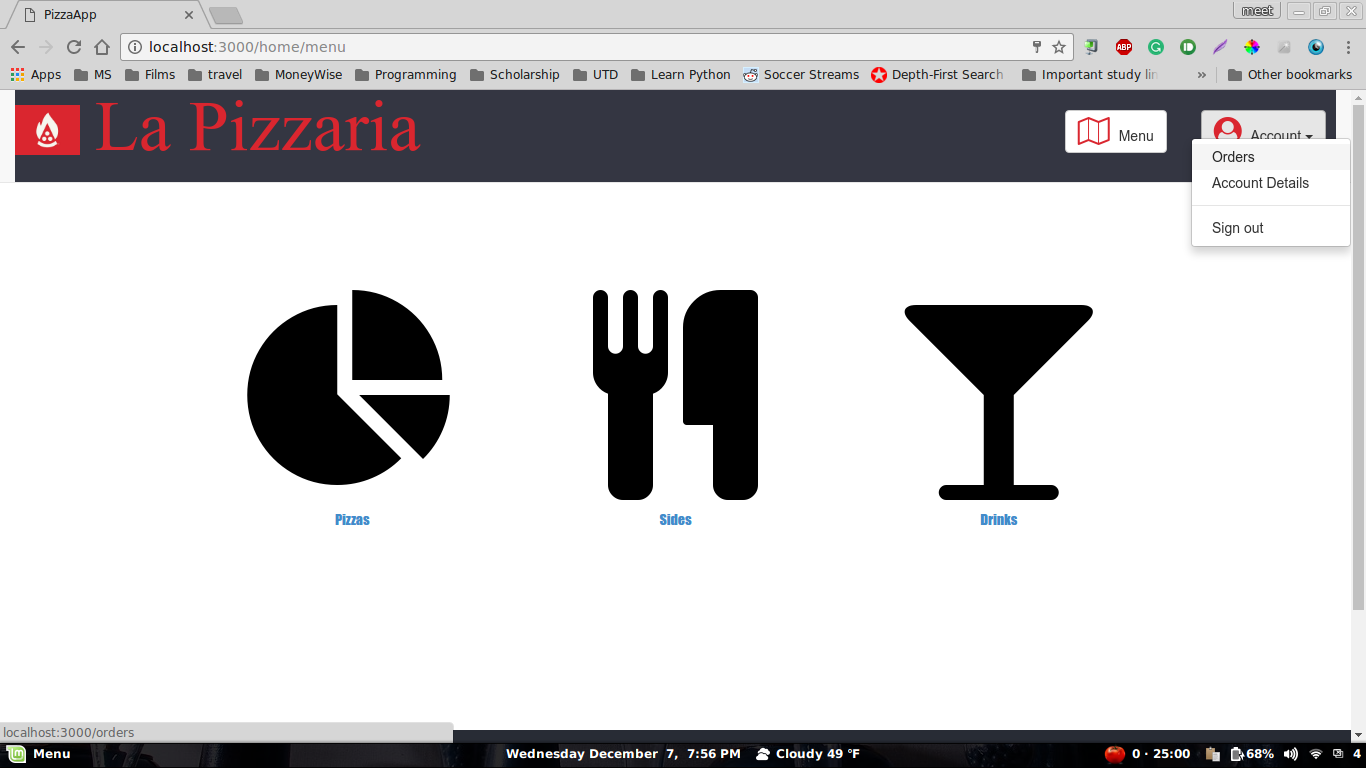 PizzaApp
meet
localhost:3000/home/menu
ABP
Apps MS Films travel MoneyWise Programming Scholarship UTD Learn Python Soccer Streams Depth-First Search Important study lin » Other bookmarks
La Pizzaria
Menu
Account
Orders
Account Details
Sign out
Pizzas Sides Drinks
localhost:3000/orders
Menu Wednesday December 7, 7:56 PM Cloudy 49 °F 0 · 25:00 68% 4